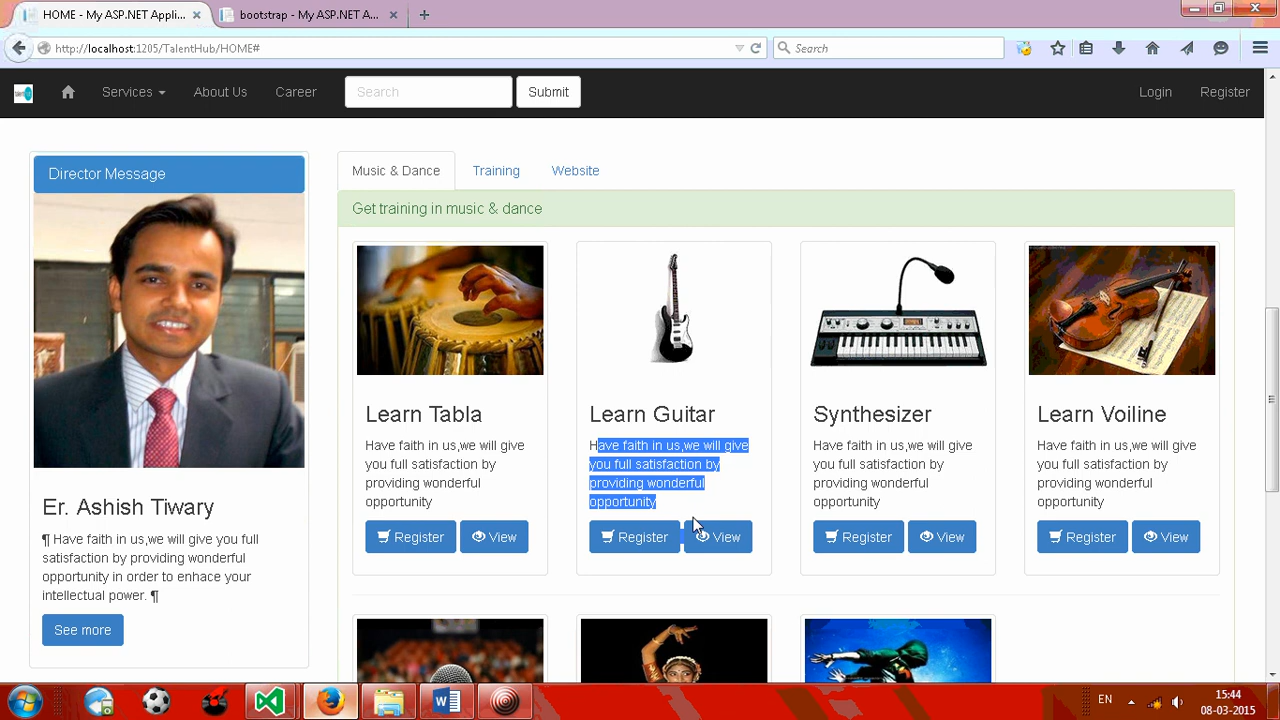 HOME - My ASP.NET Appli...
bootstrap - My ASP.NET A...
http://localhost:1205/TalentHub/HOME#
Search
Services
About Us
Career
Search
Submit
Login
Register
Director Message
Music & Dance
Training
Website
Get training in music & dance
Learn Tabla
Have faith in us,we will give
you full satisfaction by
providing wonderful
opportunity
Register
View
Learn Guitar
Have faith in us,we will give
you full satisfaction by
providing wonderful
opportunity
Register
View
Synthesizer
Have faith in us,we will give
you full satisfaction by
providing wonderful
opportunity
Register
View
Learn Voiline
Have faith in us,we will give
you full satisfaction by
providing wonderful
opportunity
Register
View
Er. Ashish Tiwary
¶ Have faith in us,we will give you full
satisfaction by providing wonderful
opportunity in order to enhace your
intellectual power. ¶
See more
EN
15:44
08-03-2015